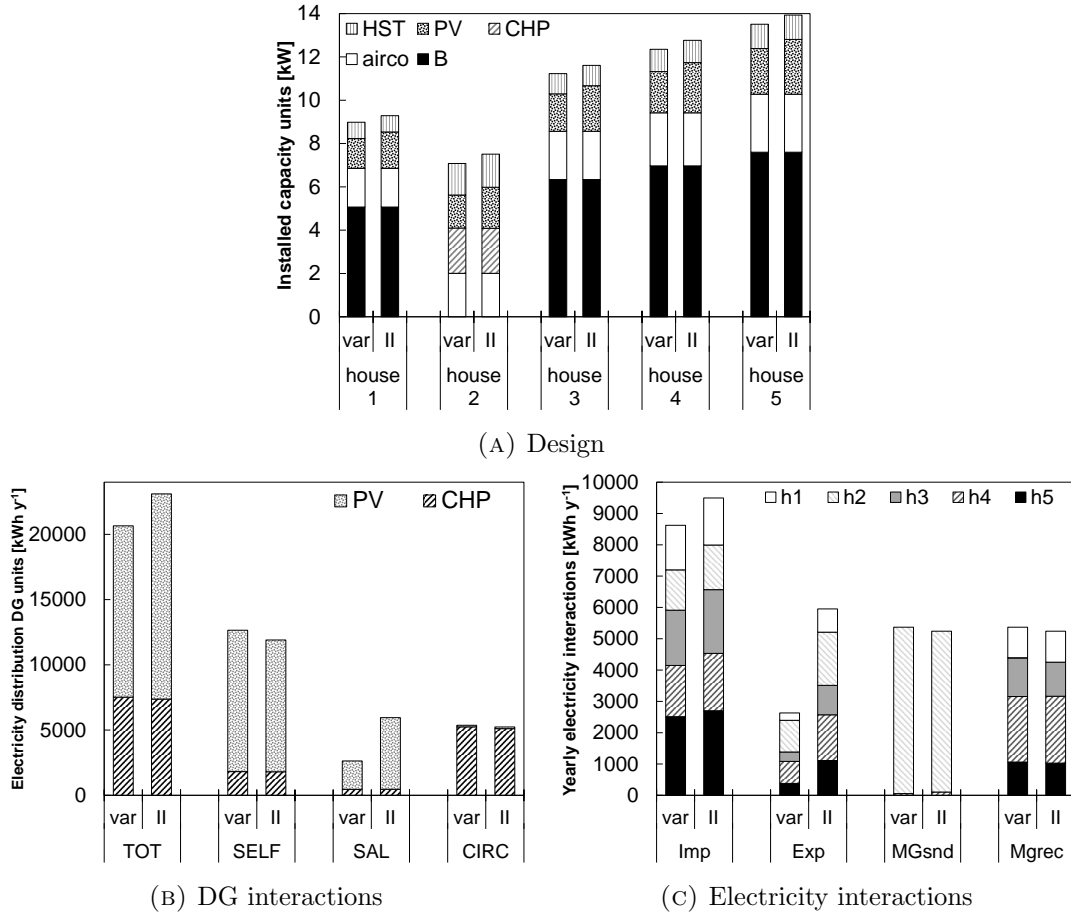 HST PV CHP
airco B
Installed capacity units [kW]
14
12
10
8
6
4
2
0
var II var II var II var II var II
house house house house house
1 2 3 4 5
(A) Design
Electricity distribution DG units [kWh y⁻¹]
PV CHP
20000
15000
10000
5000
0
var II var II var II var II
TOT SELF SAL CIRC
(B) DG interactions
Yearly electricity interactions [kWh y⁻¹]
h1 h2 h3 h4 h5
10000
9000
8000
7000
6000
5000
4000
3000
2000
1000
0
var II var II var II var II
Imp Exp MGsnd Mgrec
(C) Electricity interactions